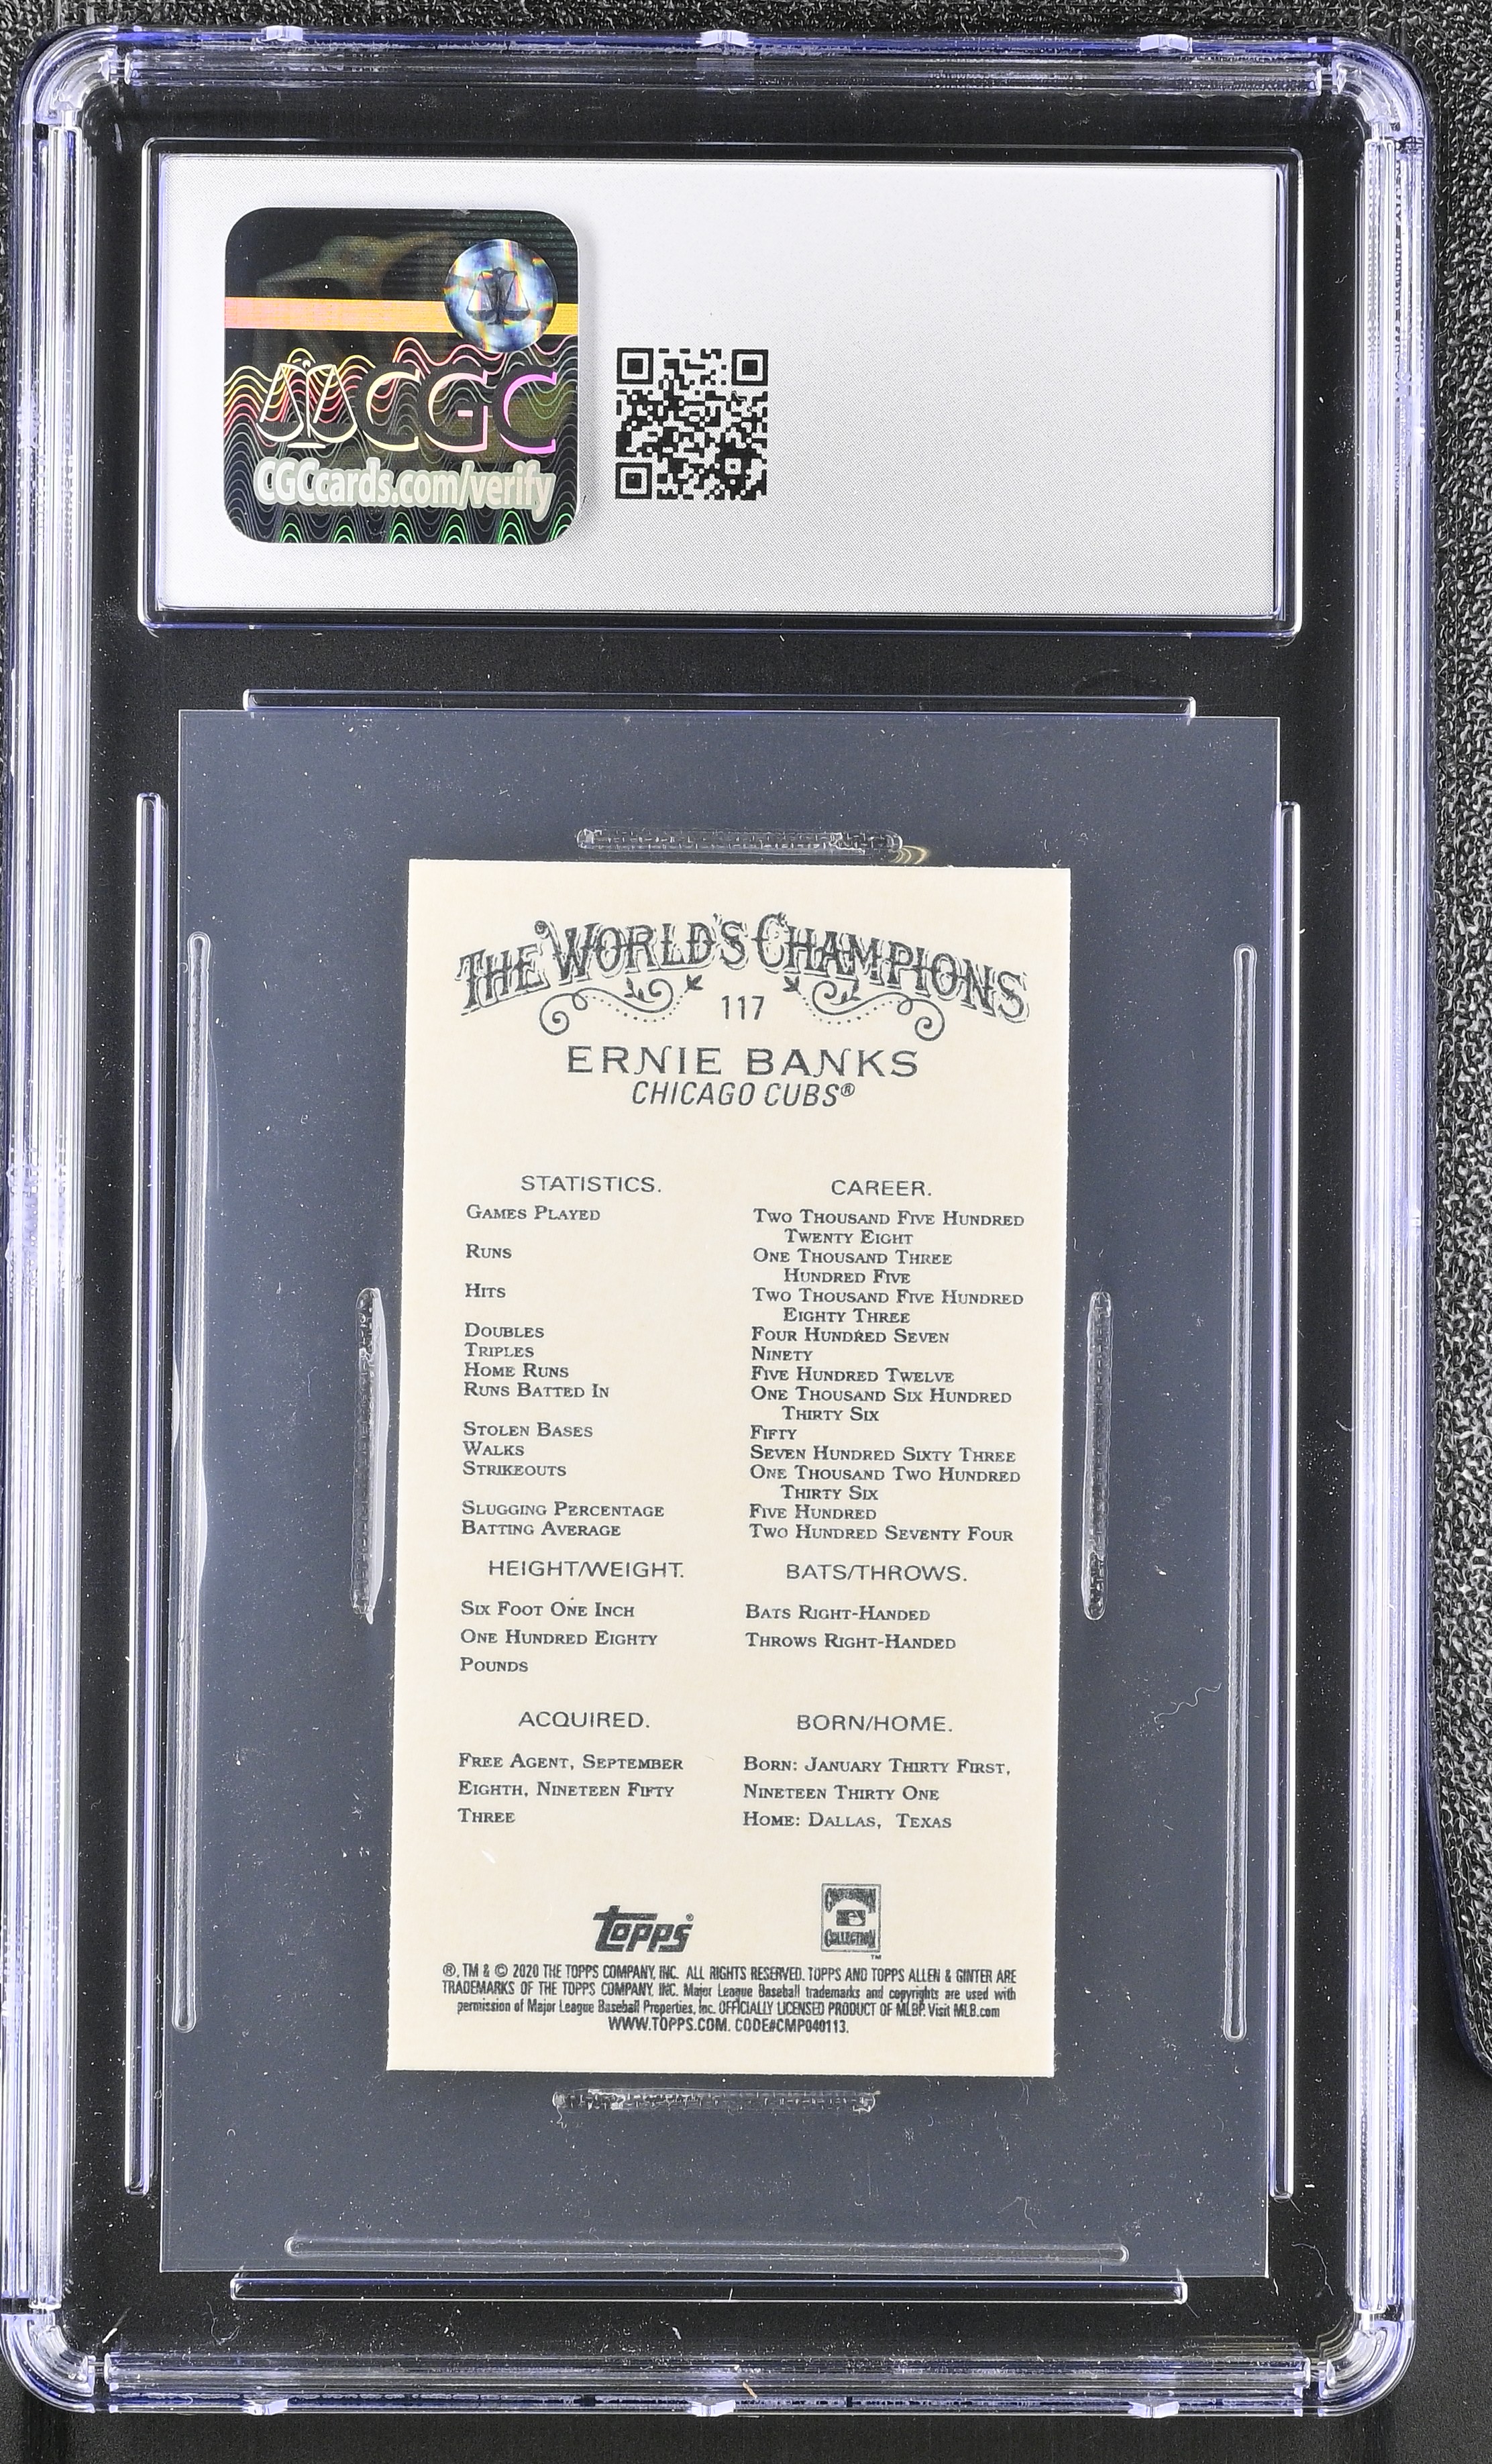 CGC
CGCcards.com/verify
THE WORLD'S CHAMPIONS
117
ERNIE BANKS
CHICAGO CUBS®
STATISTICS. CAREER.
GAMES PLAYED TWO THOUSAND FIVE HUNDRED
TWENTY EIGHT
RUNS ONE THOUSAND THREE
HUNDRED FIVE
HITS TWO THOUSAND FIVE HUNDRED
EIGHTY THREE
DOUBLES FOUR HUNDRED SEVEN
TRIPLES NINETY
HOME RUNS FIVE HUNDRED TWELVE
RUNS BATTED IN ONE THOUSAND SIX HUNDRED
THIRTY SIX
STOLEN BASES FIFTY
WALKS SEVEN HUNDRED SIXTY THREE
STRIKEOUTS ONE THOUSAND TWO HUNDRED
THIRTY SIX
SLUGGING PERCENTAGE FIVE HUNDRED
BATTING AVERAGE TWO HUNDRED SEVENTY FOUR
HEIGHT/WEIGHT. BATS/THROWS.
SIX FOOT ONE INCH BATS RIGHT-HANDED
ONE HUNDRED EIGHTY THROWS RIGHT-HANDED
POUNDS
ACQUIRED. BORN/HOME.
FREE AGENT, SEPTEMBER BORN: JANUARY THIRTY FIRST,
EIGHTH, NINETEEN FIFTY NINETEEN THIRTY ONE
THREE HOME: DALLAS, TEXAS
topps® COOPERSTOWN COLLECTION™
®, TM & © 2020 THE TOPPS COMPANY, INC. ALL RIGHTS RESERVED. TOPPS AND TOPPS ALLEN & GINTER ARE
TRADEMARKS OF THE TOPPS COMPANY, INC. Major League Baseball trademarks and copyrights are used with
permission of Major League Baseball Properties, Inc. OFFICIALLY LICENSED PRODUCT OF MLBP. Visit MLB.com
WWW.TOPPS.COM. CODE#CMP040113.